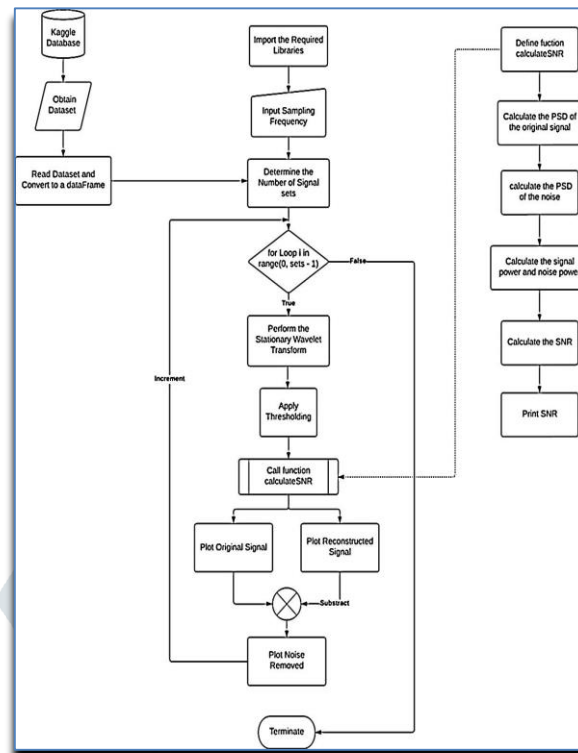 Kaggle
Database
Obtain
Dataset
Read Dataset and
Convert to a dataFrame
Import the Required
Libraries
Input Sampling
Frequency
Determine the
Number of Signal
sets
for Loop i in
range(0, sets - 1)
False
True
Perform the
Stationary Wavelet
Transform
Increment
Apply
Thresholding
Call function
calculateSNR
Plot Original Signal
Plot Reconstructed
Signal
Substract
Plot Noise
Removed
Terminate
Define fuction
calculateSNR
Calculate the PSD of
the original signal
calculate the PSD
of the noise
Calculate the signal
power and noise power
Calculate the SNR
Print SNR